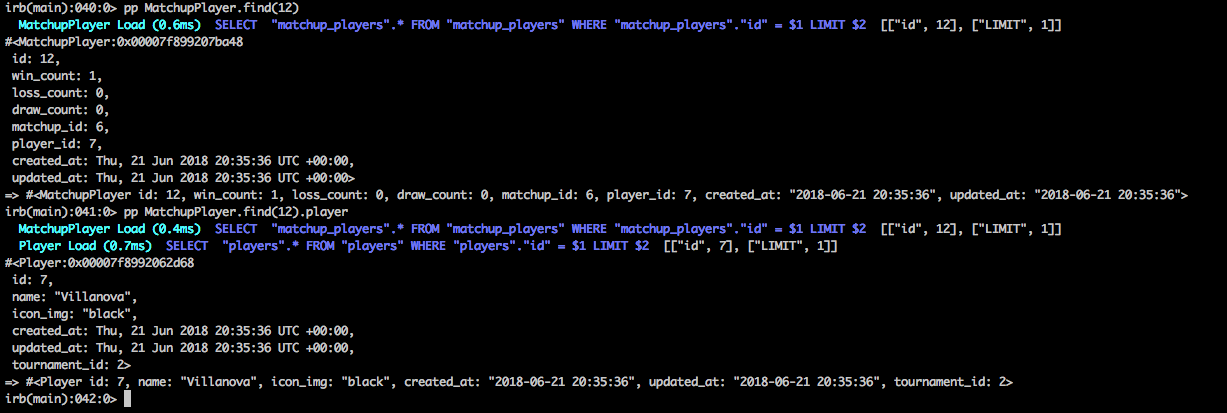 irb(main):040:0> pp MatchupPlayer.find(12)
  MatchupPlayer Load (0.6ms)  SELECT  "matchup_players".* FROM "matchup_players" WHERE "matchup_players"."id" = $1 LIMIT $2  [["id", 12], ["LIMIT", 1]]
#<MatchupPlayer:0x00007f899207ba48
 id: 12,
 win_count: 1,
 loss_count: 0,
 draw_count: 0,
 matchup_id: 6,
 player_id: 7,
 created_at: Thu, 21 Jun 2018 20:35:36 UTC +00:00,
 updated_at: Thu, 21 Jun 2018 20:35:36 UTC +00:00>
=> #<MatchupPlayer id: 12, win_count: 1, loss_count: 0, draw_count: 0, matchup_id: 6, player_id: 7, created_at: "2018-06-21 20:35:36", updated_at: "2018-06-21 20:35:36">
irb(main):041:0> pp MatchupPlayer.find(12).player
  MatchupPlayer Load (0.4ms)  SELECT  "matchup_players".* FROM "matchup_players" WHERE "matchup_players"."id" = $1 LIMIT $2  [["id", 12], ["LIMIT", 1]]
  Player Load (0.7ms)  SELECT  "players".* FROM "players" WHERE "players"."id" = $1 LIMIT $2  [["id", 7], ["LIMIT", 1]]
#<Player:0x00007f8992062d68
 id: 7,
 name: "Villanova",
 icon_img: "black",
 created_at: Thu, 21 Jun 2018 20:35:36 UTC +00:00,
 updated_at: Thu, 21 Jun 2018 20:35:36 UTC +00:00,
 tournament_id: 2>
=> #<Player id: 7, name: "Villanova", icon_img: "black", created_at: "2018-06-21 20:35:36", updated_at: "2018-06-21 20:35:36", tournament_id: 2>
irb(main):042:0>